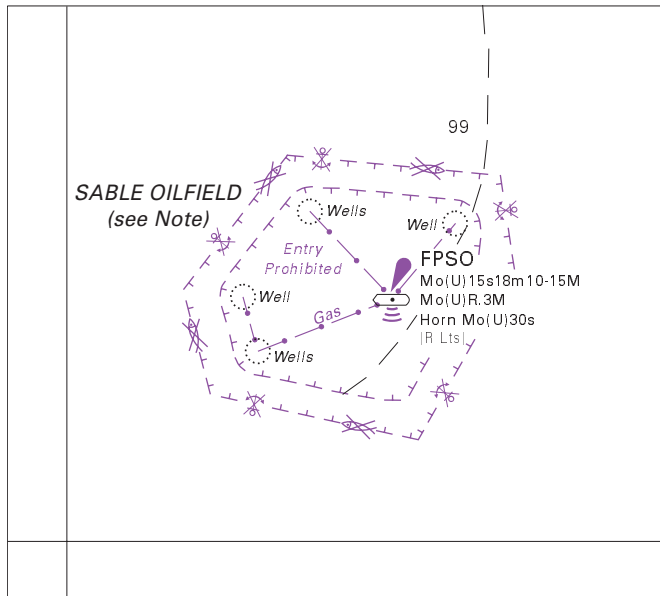 99
SABLE OILFIELD
(see Note)
Wells
Well
Entry
Prohibited
FPSO
Mo(U)15s18m10-15M
Mo(U)R.3M
Horn Mo(U)30s
|R Lts|
Well
Gas
Wells